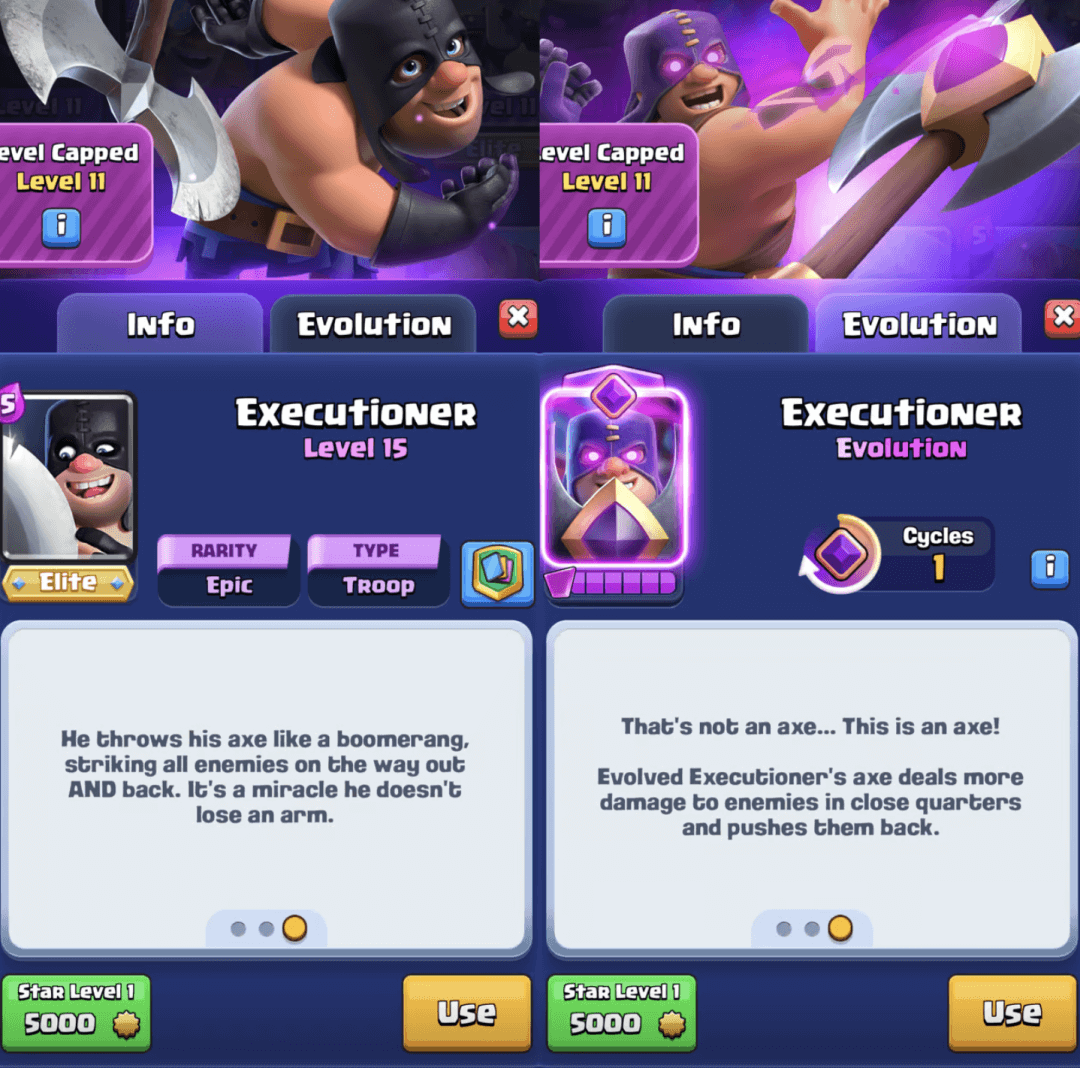 evel Capped
Level 11
i
Info
Evolution
5
Executioner
Level 15
RARITY
Epic
TYPE
Troop
Elite
He throws his axe like a boomerang,
striking all enemies on the way out
AND back. It's a miracle he doesn't
lose an arm.
Star Level 1
5000
Use
evel Capped
Level 11
i
Info
Evolution
Executioner
Evolution
Cycles
1
i
That's not an axe... This is an axe!
Evolved Executioner's axe deals more
damage to enemies in close quarters
and pushes them back.
Star Level 1
5000
Use